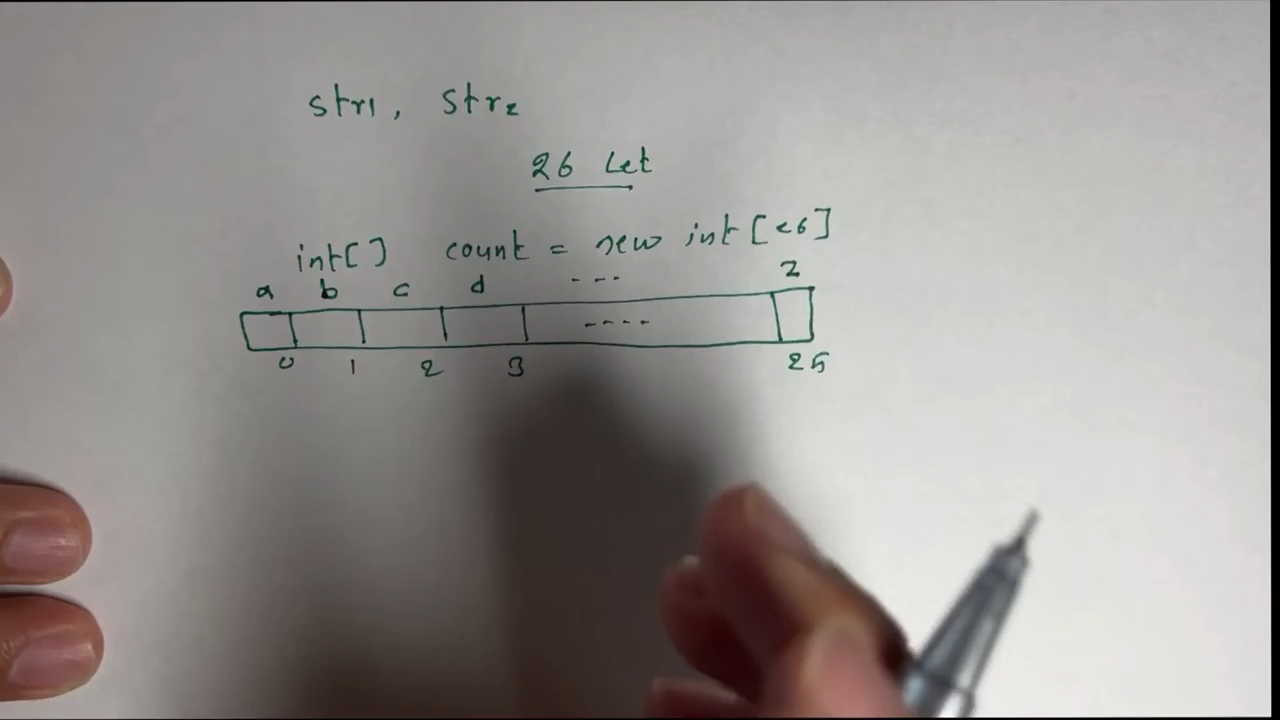 str1, str2
26 Let
int[] count = new int[26]
a b c d --- z
----
0 1 2 3 25